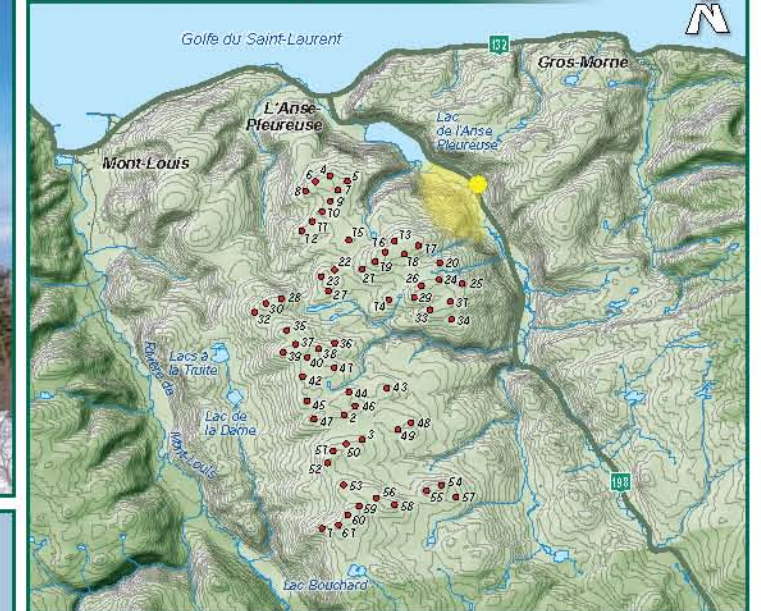 N
132
Golfe du Saint-Laurent
Gros-Morne
L'Anse-
Pleureuse
Lac
de l'Anse
Pleureuse
Mont-Louis
6 4 5
8 7
9
10
11
12
15 13
16 17
22 19 18 20
23 21 26 24 25
28 27
30 14 29 31
32 33 34
35
37 36
39 38
40 41
42
44 43
45 46
47 2
48
49
3
51 50
52
53 54
56 55 57
59 58
60
1 61
Lacs à
la Truite
Rivière de
Mont-Louis
Lac de
la Dame
198
Lac Bouchard